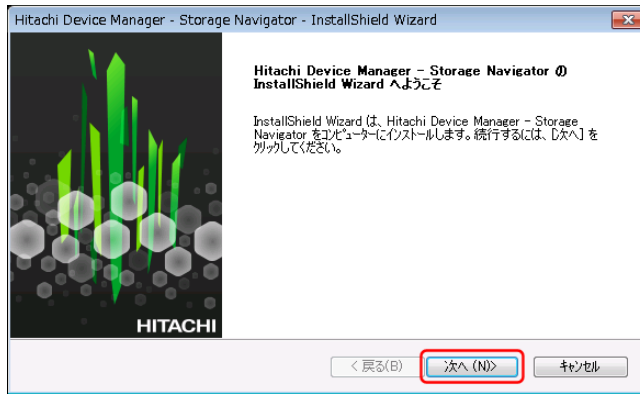 Hitachi Device Manager - Storage Navigator - InstallShield Wizard
Hitachi Device Manager - Storage Navigator の
InstallShield Wizard へようこそ
InstallShield Wizard は、Hitachi Device Manager - Storage
Navigator をコンピューターにインストールします。続行するには、[次へ] を
クリックしてください。
HITACHI
< 戻る(B)
次へ (N)>
キャンセル